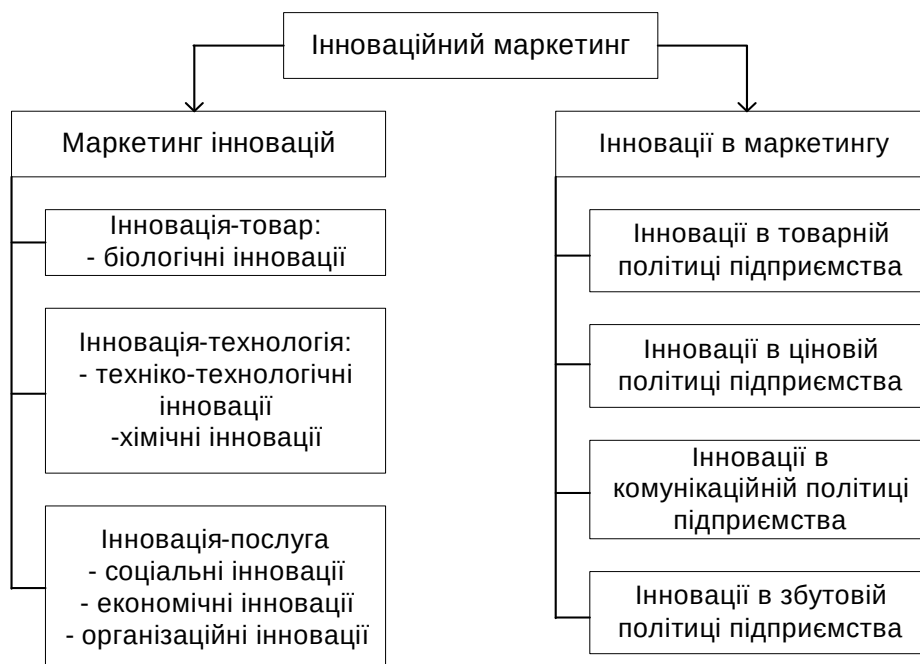 Інноваційний маркетинг
Маркетинг інновацій
Інновація-товар:
- біологічні інновації
Інновація-технологія:
- техніко-технологічні
інновації
-хімічні інновації
Інновація-послуга
- соціальні інновації
- економічні інновації
- організаційні інновації
Інновації в маркетингу
Інновації в товарній
політиці підприємства
Інновації в ціновій
політиці підприємства
Інновації в
комунікаційній політиці
підприємства
Інновації в збутовій
політиці підприємства